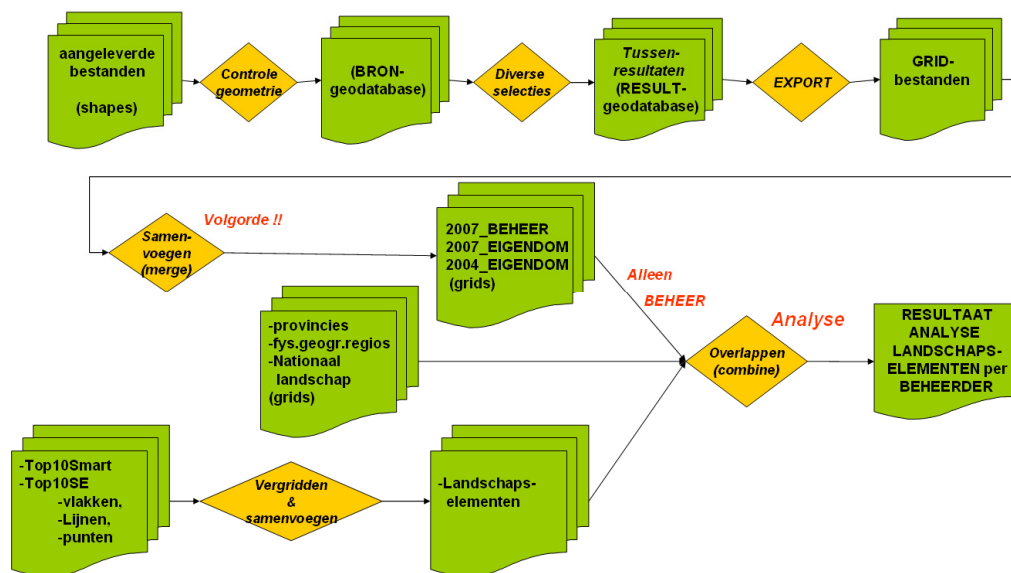 aangeleverde
bestanden
(shapes)
Controle
geometrie
(BRON-
geodatabase)
Diverse
selecties
Tussen-
resultaten
(RESULT-
geodatabase)
EXPORT
GRID-
bestanden
Samen-
voegen
(merge)
Volgorde !!
2007_BEHEER
2007_EIGENDOM
2004_EIGENDOM
(grids)
Alleen
BEHEER
-provincies
-fys.geogr.regios
-Nationaal
landschap
(grids)
Overlappen
(combine)
Analyse
RESULTAAT
ANALYSE
LANDSCHAPS-
ELEMENTEN per
BEHEERDER
-Top10Smart
-Top10SE
-vlakken,
-Lijnen,
-punten
Vergridden
&
samenvoegen
-Landschaps-
elementen